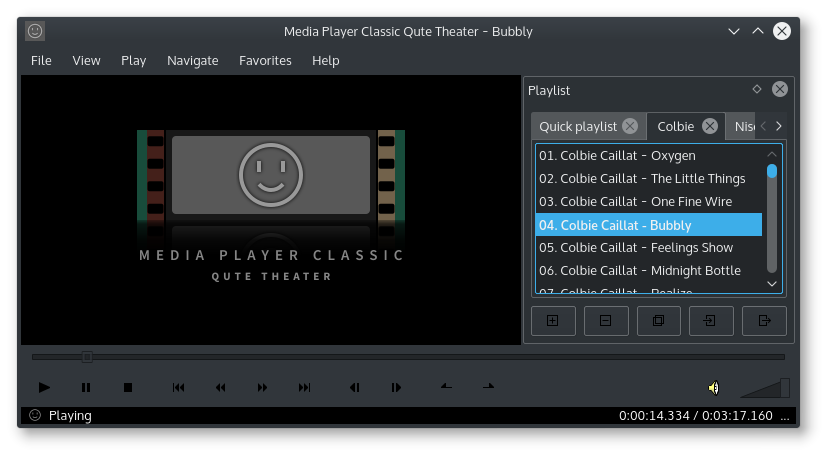 Media Player Classic Qute Theater - Bubbly
File View Play Navigate Favorites Help
MEDIA PLAYER CLASSIC
QUTE THEATER
Playlist
Quick playlist Colbie
01. Colbie Caillat - Oxygen
02. Colbie Caillat - The Little Things
03. Colbie Caillat - One Fine Wire
04. Colbie Caillat - Bubbly
05. Colbie Caillat - Feelings Show
06. Colbie Caillat - Midnight Bottle
07. Colbie Caillat - Realize
Playing 0:00:14.334 / 0:03:17.160 ...